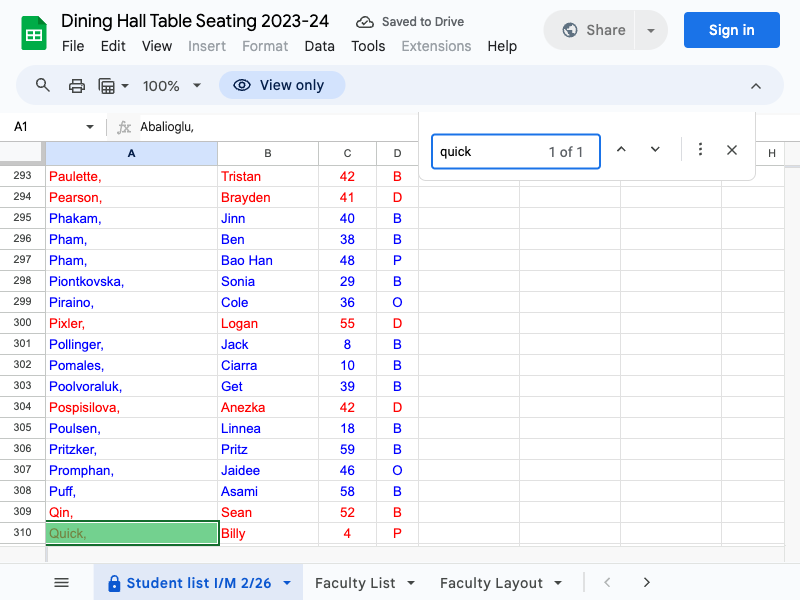 Dining Hall Table Seating 2023-24 Saved to Drive
File Edit View Insert Format Data Tools Extensions Help
Share
Sign in
100% View only
A1 fx Abalioglu,
quick 1 of 1
A B C D H
293 Paulette, Tristan 42 B
294 Pearson, Brayden 41 D
295 Phakam, Jinn 40 B
296 Pham, Ben 38 B
297 Pham, Bao Han 48 P
298 Piontkovska, Sonia 29 B
299 Piraino, Cole 36 O
300 Pixler, Logan 55 D
301 Pollinger, Jack 8 B
302 Pomales, Ciarra 10 B
303 Poolvoraluk, Get 39 B
304 Pospisilova, Anezka 42 D
305 Poulsen, Linnea 18 B
306 Pritzker, Pritz 59 B
307 Promphan, Jaidee 46 O
308 Puff, Asami 58 B
309 Qin, Sean 52 B
310 Quick, Billy 4 P
Student list I/M 2/26 Faculty List Faculty Layout